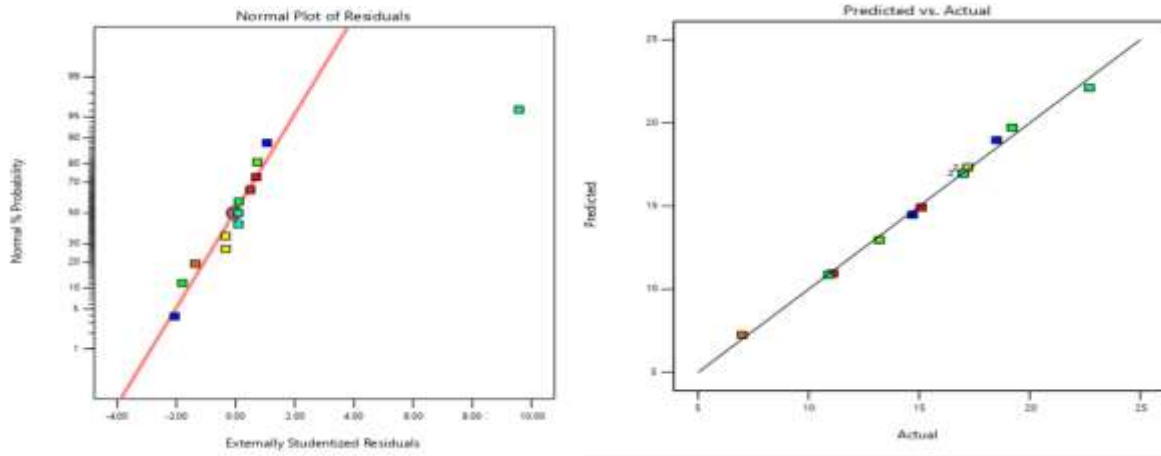 Normal Plot of Residuals
Normal % Probability
99
95
90
80
70
50
30
20
10
5
1
-4.00 -2.00 0.00 2.00 4.00 6.00 8.00 10.00
Externally Studentized Residuals
Predicted vs. Actual
Predicted
25
20
15
10
5
5 10 15 20 25
Actual